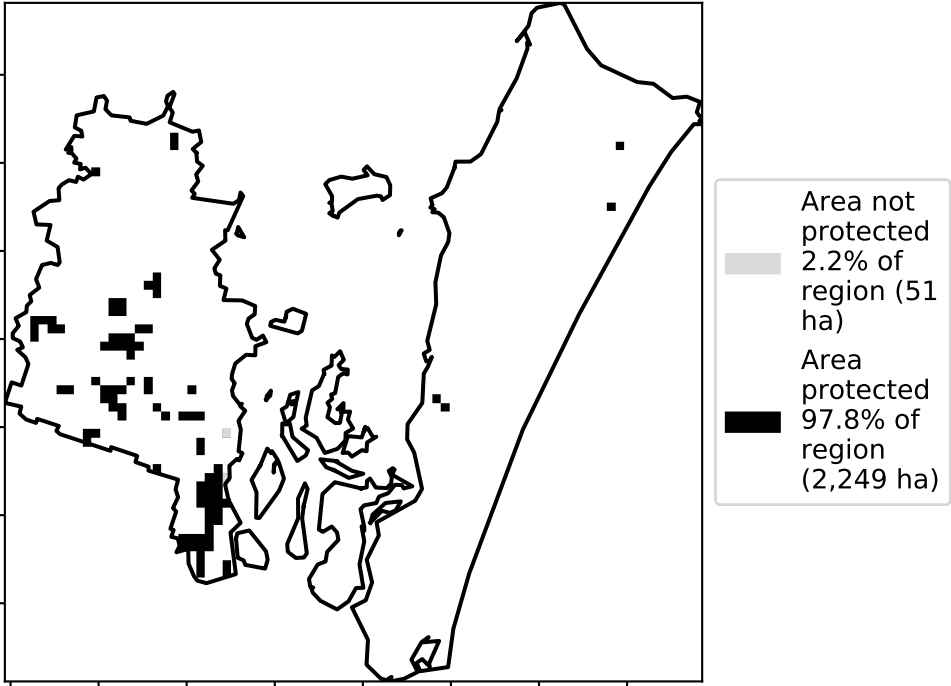 Area not
protected
2.2% of
region (51
ha)
Area
protected
97.8% of
region
(2,249 ha)